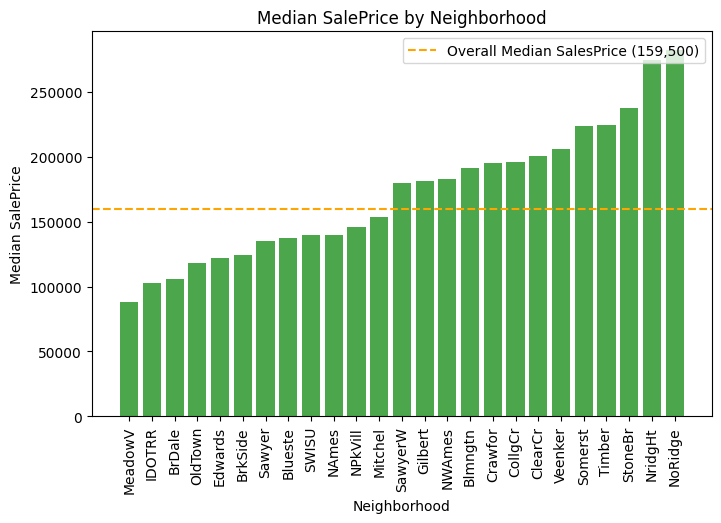 Median SalePrice by Neighborhood
Overall Median SalesPrice (159,500)
Median SalePrice
250000
200000
150000
100000
50000
0
MeadowV
IDOTRR
BrDale
OldTown
Edwards
BrkSide
Sawyer
Blueste
SWISU
NAmes
NPkVill
Mitchel
SawyerW
Gilbert
NWAmes
Blmngtn
Crawfor
CollgCr
ClearCr
Veenker
Somerst
Timber
StoneBr
NridgHt
NoRidge
Neighborhood